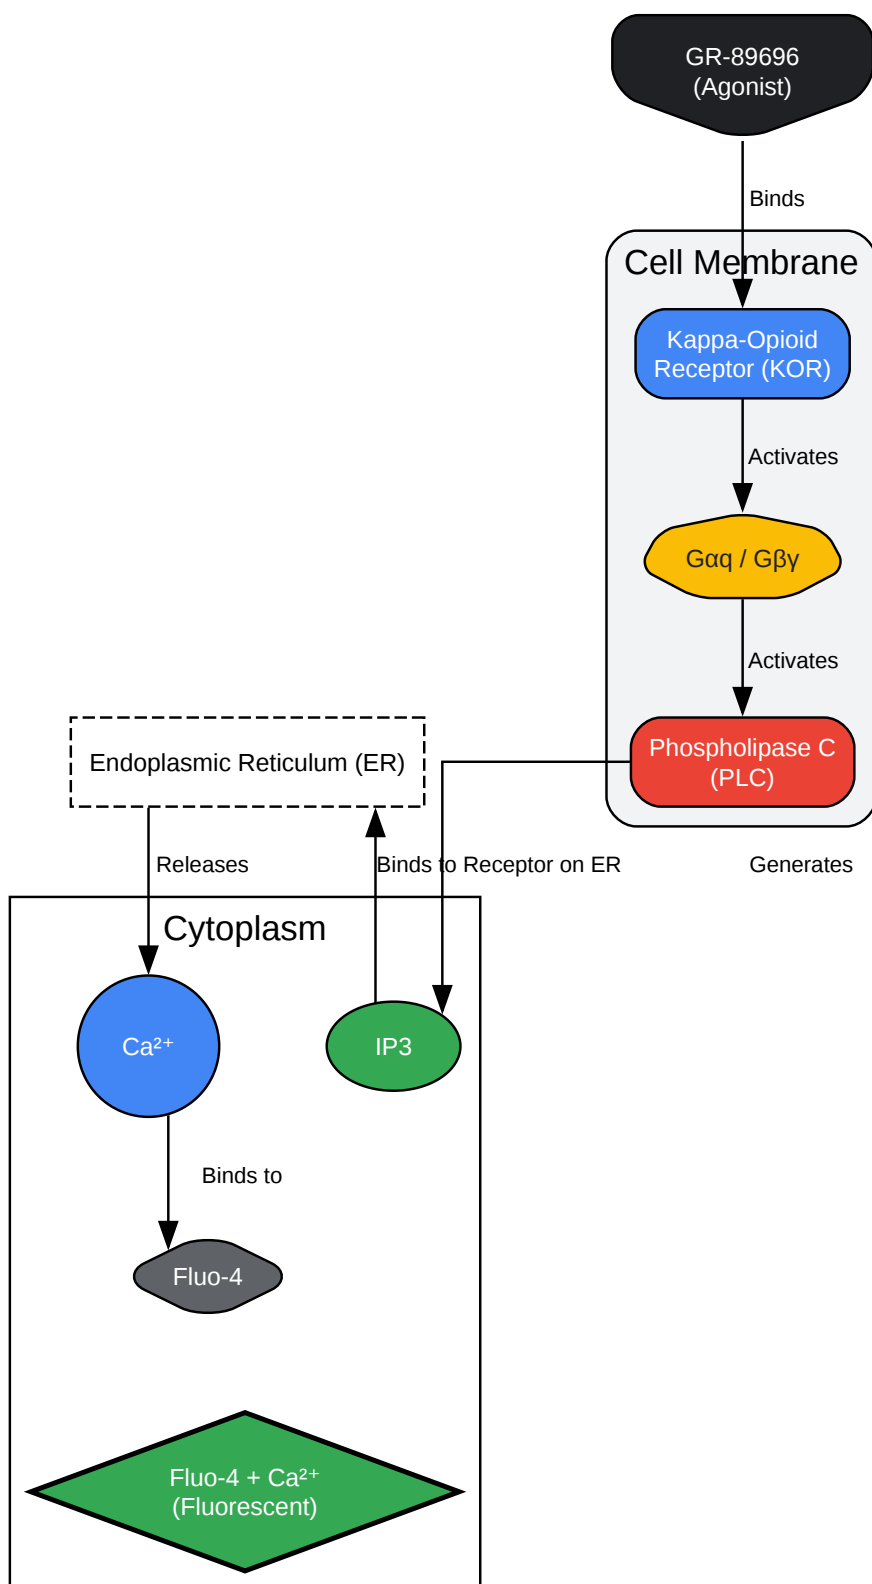 GR-89696
(Agonist)
Binds
Cell Membrane
Kappa-Opioid
Receptor (KOR)
Activates
Gαq / Gβγ
Activates
Phospholipase C
(PLC)
Endoplasmic Reticulum (ER)
Releases
Binds to Receptor on ER
Generates
Cytoplasm
Ca²⁺
IP3
Binds to
Fluo-4
Fluo-4 + Ca²⁺
(Fluorescent)